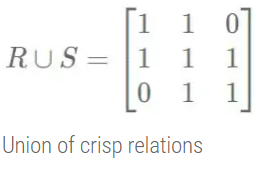 1 1 0
R ∪ S = 1 1 1
0 1 1
Union of crisp relations